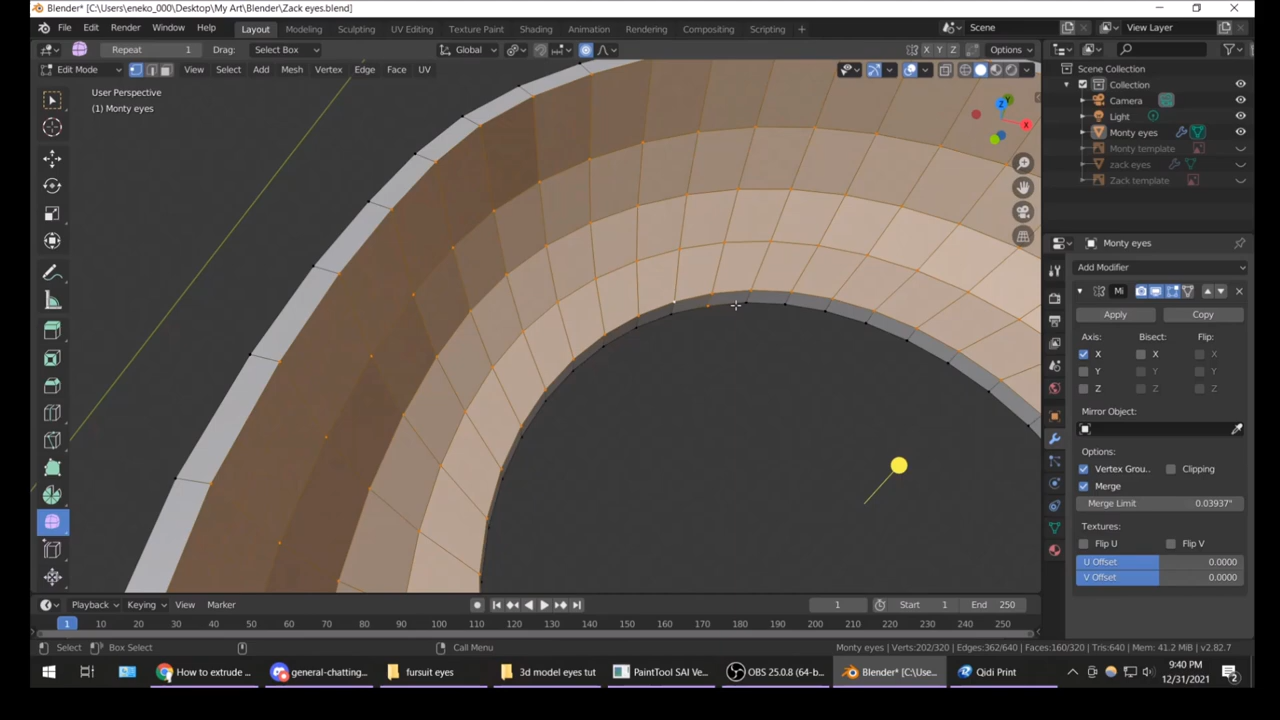 Blender* [C:\Users\eneko_000\Desktop\My Art\Blender\Zack eyes.blend]
File Edit Render Window Help Layout Modeling Sculpting UV Editing Texture Paint Shading Animation Rendering Compositing Scripting + Scene View Layer
Repeat 1 Drag: Select Box Global X Y Z Options
Edit Mode View Select Add Mesh Vertex Edge Face UV
Scene Collection
Collection
Camera
Light
Monty eyes
Monty template
zack eyes
Zack template
User Perspective
(1) Monty eyes
Z
Y
X
Monty eyes
Add Modifier
Mi
Apply Copy
Axis: Bisect: Flip:
X X X
Y Y Y
Z Z Z
Mirror Object:
Options:
Vertex Grou.. Clipping
Merge
Merge Limit 0.03937"
Textures:
Flip U Flip V
U Offset 0.0000
V Offset 0.0000
Playback Keying View Marker 1 Start 1 End 250
1 10 20 30 40 50 60 70 80 90 100 110 120 130 140 150 160 170 180 190 200 210 220 230 240 250
Select Box Select Call Menu Monty eyes | Verts:202/320 | Edges:362/640 | Faces:160/320 | Tris:640 | Mem: 41.2 MiB | v2.82.7
How to extrude ... general-chatting... fursuit eyes 3d model eyes tut PaintTool SAI Ve... OBS 25.0.8 (64-b... Blender* [C:\Use... Qidi Print 9:40 PM
12/31/2021
2